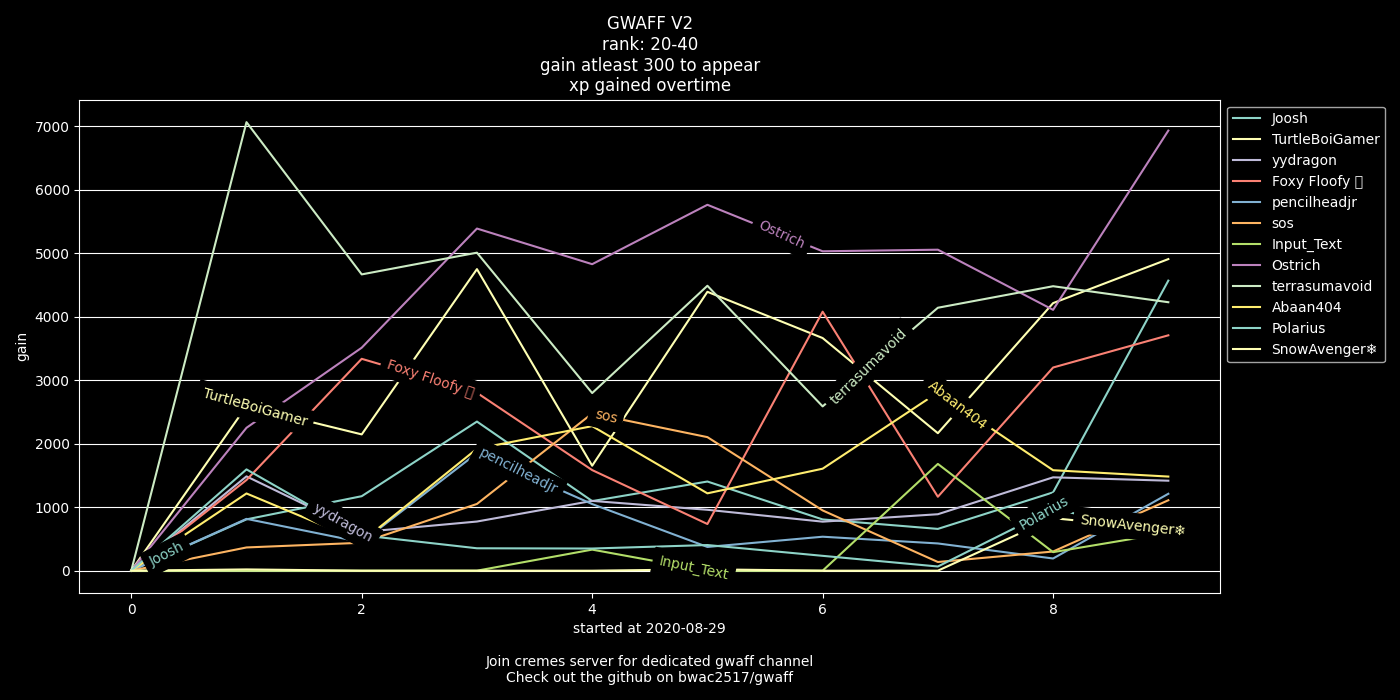 GWAFF V2
rank: 20-40
gain atleast 300 to appear
xp gained overtime
gain
7000
6000
5000
4000
3000
2000
1000
0
0 2 4 6 8
started at 2020-08-29
Join cremes server for dedicated gwaff channel
Check out the github on bwac2517/gwaff
TurtleBoiGamer
Foxy Floofy
sos
Ostrich
terrasumavoid
Abaan404
pencilheadjr
yydragon
Joosh
Input_Text
Polarius
SnowAvenger❄
Joosh
TurtleBoiGamer
yydragon
Foxy Floofy
pencilheadjr
sos
Input_Text
Ostrich
terrasumavoid
Abaan404
Polarius
SnowAvenger❄